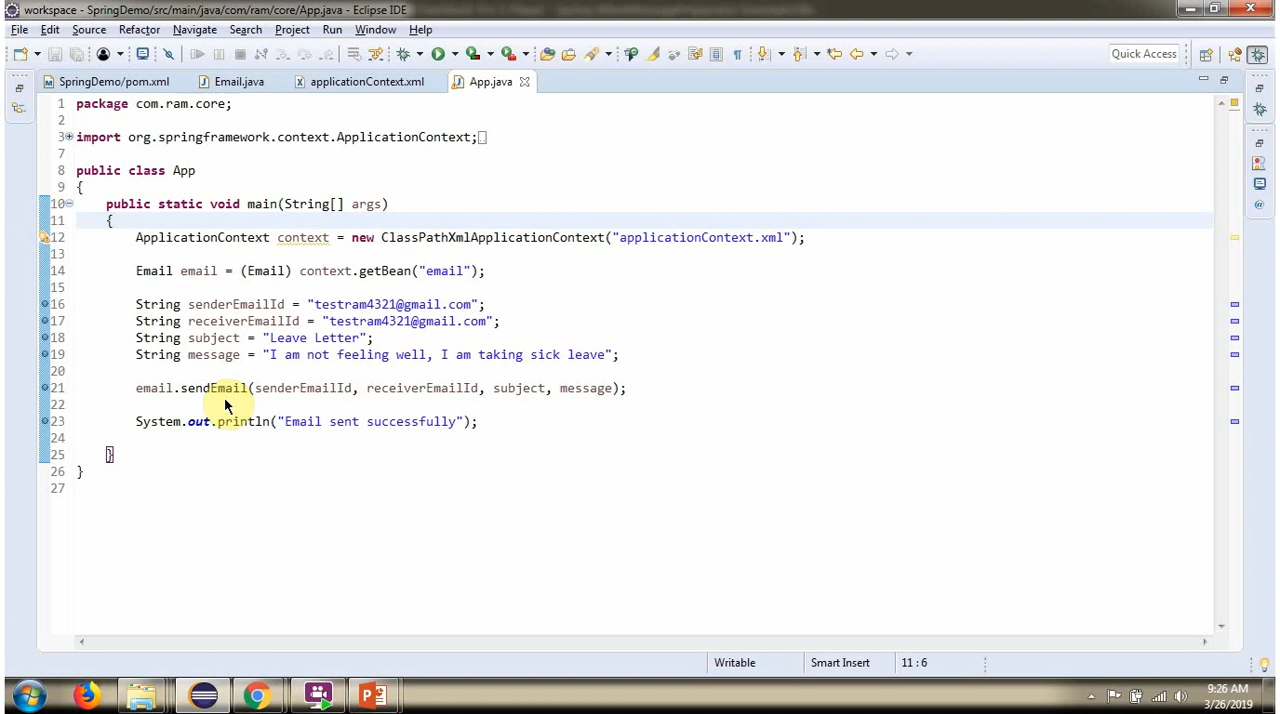 workspace - SpringDemo/src/main/java/com/ram/core/App.java - Eclipse IDE
File Edit Source Refactor Navigate Search Project Run Window Help
Quick Access
SpringDemo/pom.xml Email.java applicationContext.xml App.java
1 package com.ram.core;
2
3 import org.springframework.context.ApplicationContext;
7
8 public class App
9 {
10 public static void main(String[] args)
11 {
12 ApplicationContext context = new ClassPathXmlApplicationContext("applicationContext.xml");
13
14 Email email = (Email) context.getBean("email");
15
16 String senderEmailId = "testram4321@gmail.com";
17 String receiverEmailId = "testram4321@gmail.com";
18 String subject = "Leave Letter";
19 String message = "I am not feeling well, I am taking sick leave";
20
21 email.sendEmail(senderEmailId, receiverEmailId, subject, message);
22
23 System.out.println("Email sent successfully");
24
25 }
26 }
27
Writable Smart Insert 11 : 6
9:26 AM
3/26/2019